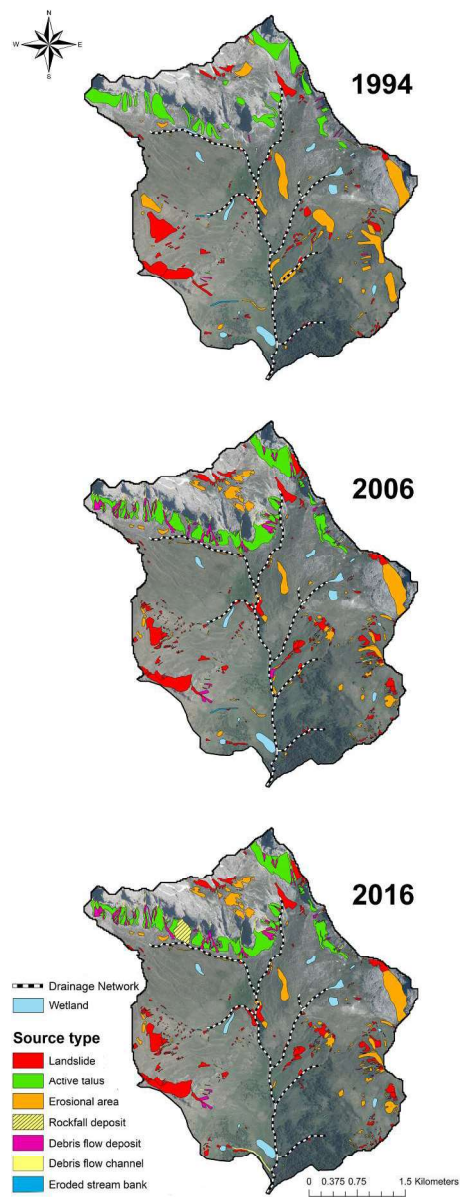 N
W E
S
1994
2006
2016
Drainage Network
Wetland
Source type
Landslide
Active talus
Erosional area
Rockfall deposit
Debris flow deposit
Debris flow channel
Eroded stream bank
0 0.375 0.75 1.5 Kilometers